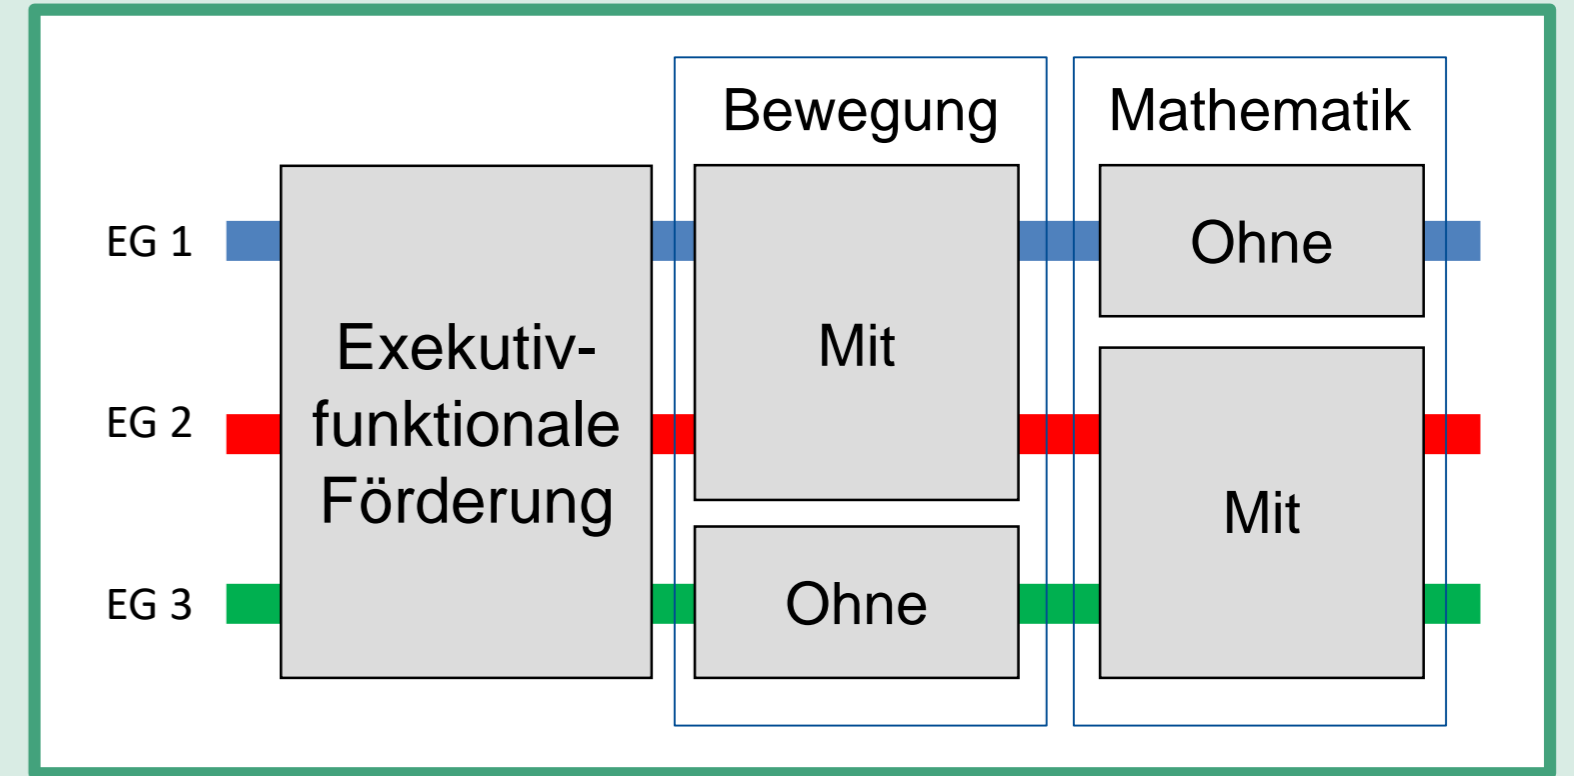 Bewegung
Mathematik
EG 1
EG 2
EG 3
Exekutiv-
funktionale
Förderung
Mit
Ohne
Ohne
Mit